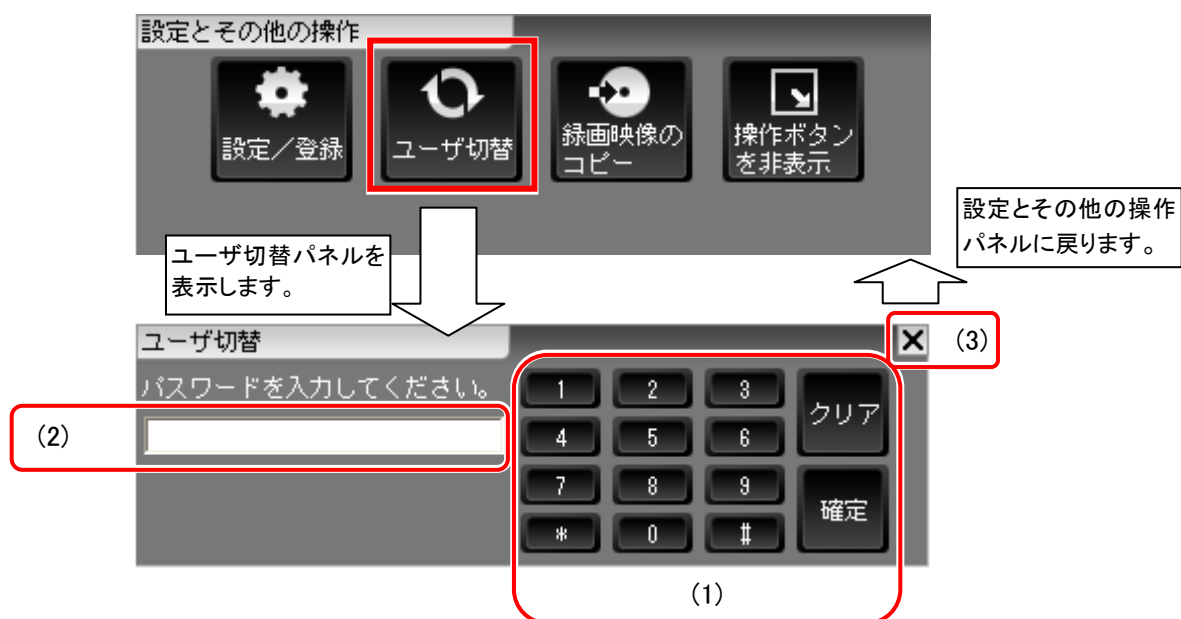 設定とその他の操作
設定／登録
ユーザ切替
録画映像の
コピー
操作ボタン
を非表示
設定とその他の操作
パネルに戻ります。
ユーザ切替パネルを
表示します。
ユーザ切替
(3)
パスワードを入力してください。
(2)
1 2 3
クリア
4 5 6
7 8 9
確定
* 0 #
(1)